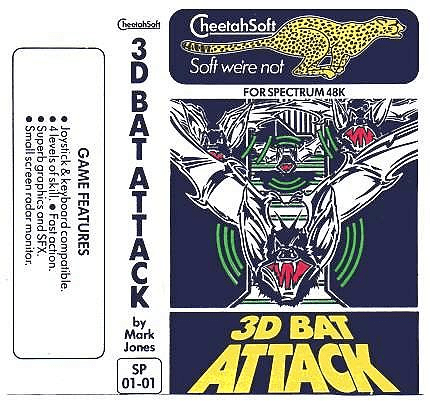 GAME FEATURES
• Joystick & keyboard compatible.
• 4 levels of skill. • Fast action.
• Superb graphics and SFX.
• Small screen radar monitor.
CheetahSoft
3D BAT ATTACK
by
Mark
Jones
SP
01-01
CheetahSoft
Soft we're not
FOR SPECTRUM 48K
3D BAT
ATTACK